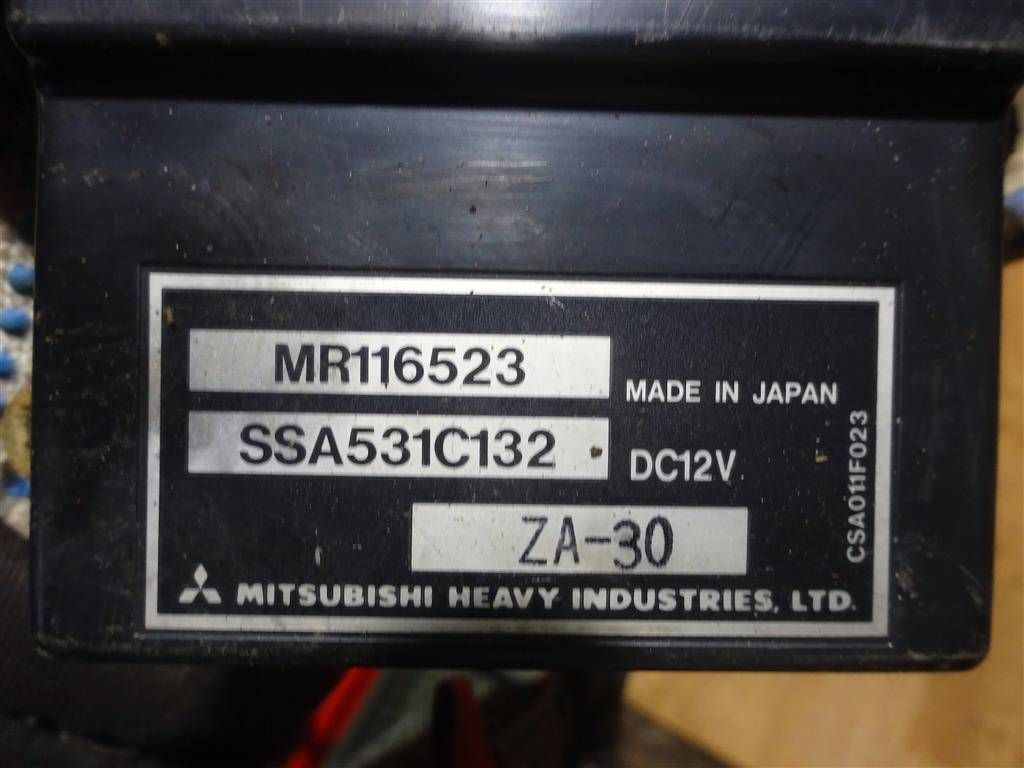 MR116523
MADE IN JAPAN
SSA531C132
DC12V
ZA-30
MITSUBISHI HEAVY INDUSTRIES, LTD.
CSA011F023